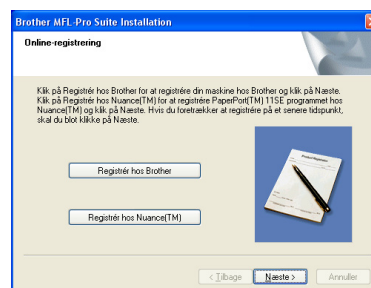 Brother MFL-Pro Suite Installation
Online-registrering
Klik på Registrér hos Brother for at registrére din maskine hos Brother og klik på Næste.
Klik på Registrér hos Nuance(TM) for at registrére PaperPort(TM) 11SE programmet hos
Nuance(TM) og klik på Næste. Hvis du foretrækker at registrére på et senere tidspunkt,
skal du blot klikke på Næste.
Registrér hos Brother
Registrér hos Nuance(TM)
< Tilbage
Næste >
Annuller